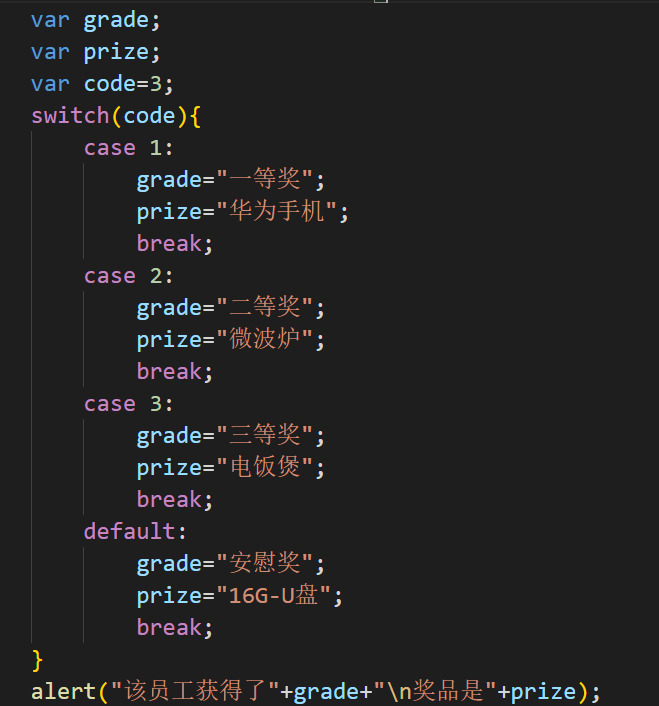 var grade;
var prize;
var code=3;
switch(code){
    case 1:
        grade="一等奖";
        prize="华为手机";
        break;
    case 2:
        grade="二等奖";
        prize="微波炉";
        break;
    case 3:
        grade="三等奖";
        prize="电饭煲";
        break;
    default:
        grade="安慰奖";
        prize="16G-U盘";
        break;
}
alert("该员工获得了"+grade+"\n奖品是"+prize);